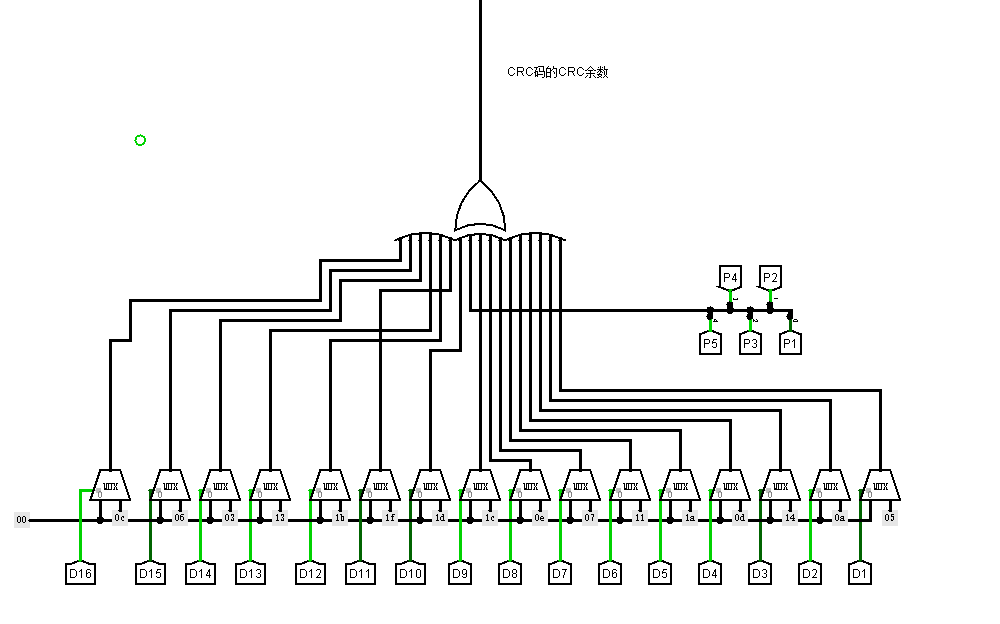 CRC码的CRC余数
P4 P2
P5 P3 P1
MUX MUX MUX MUX MUX MUX MUX MUX MUX MUX MUX MUX MUX MUX MUX MUX
00 0c 06 03 13 1b 1f 1d 1c 0e 07 11 1a 0d 14 0a 05
D16 D15 D14 D13 D12 D11 D10 D9 D8 D7 D6 D5 D4 D3 D2 D1